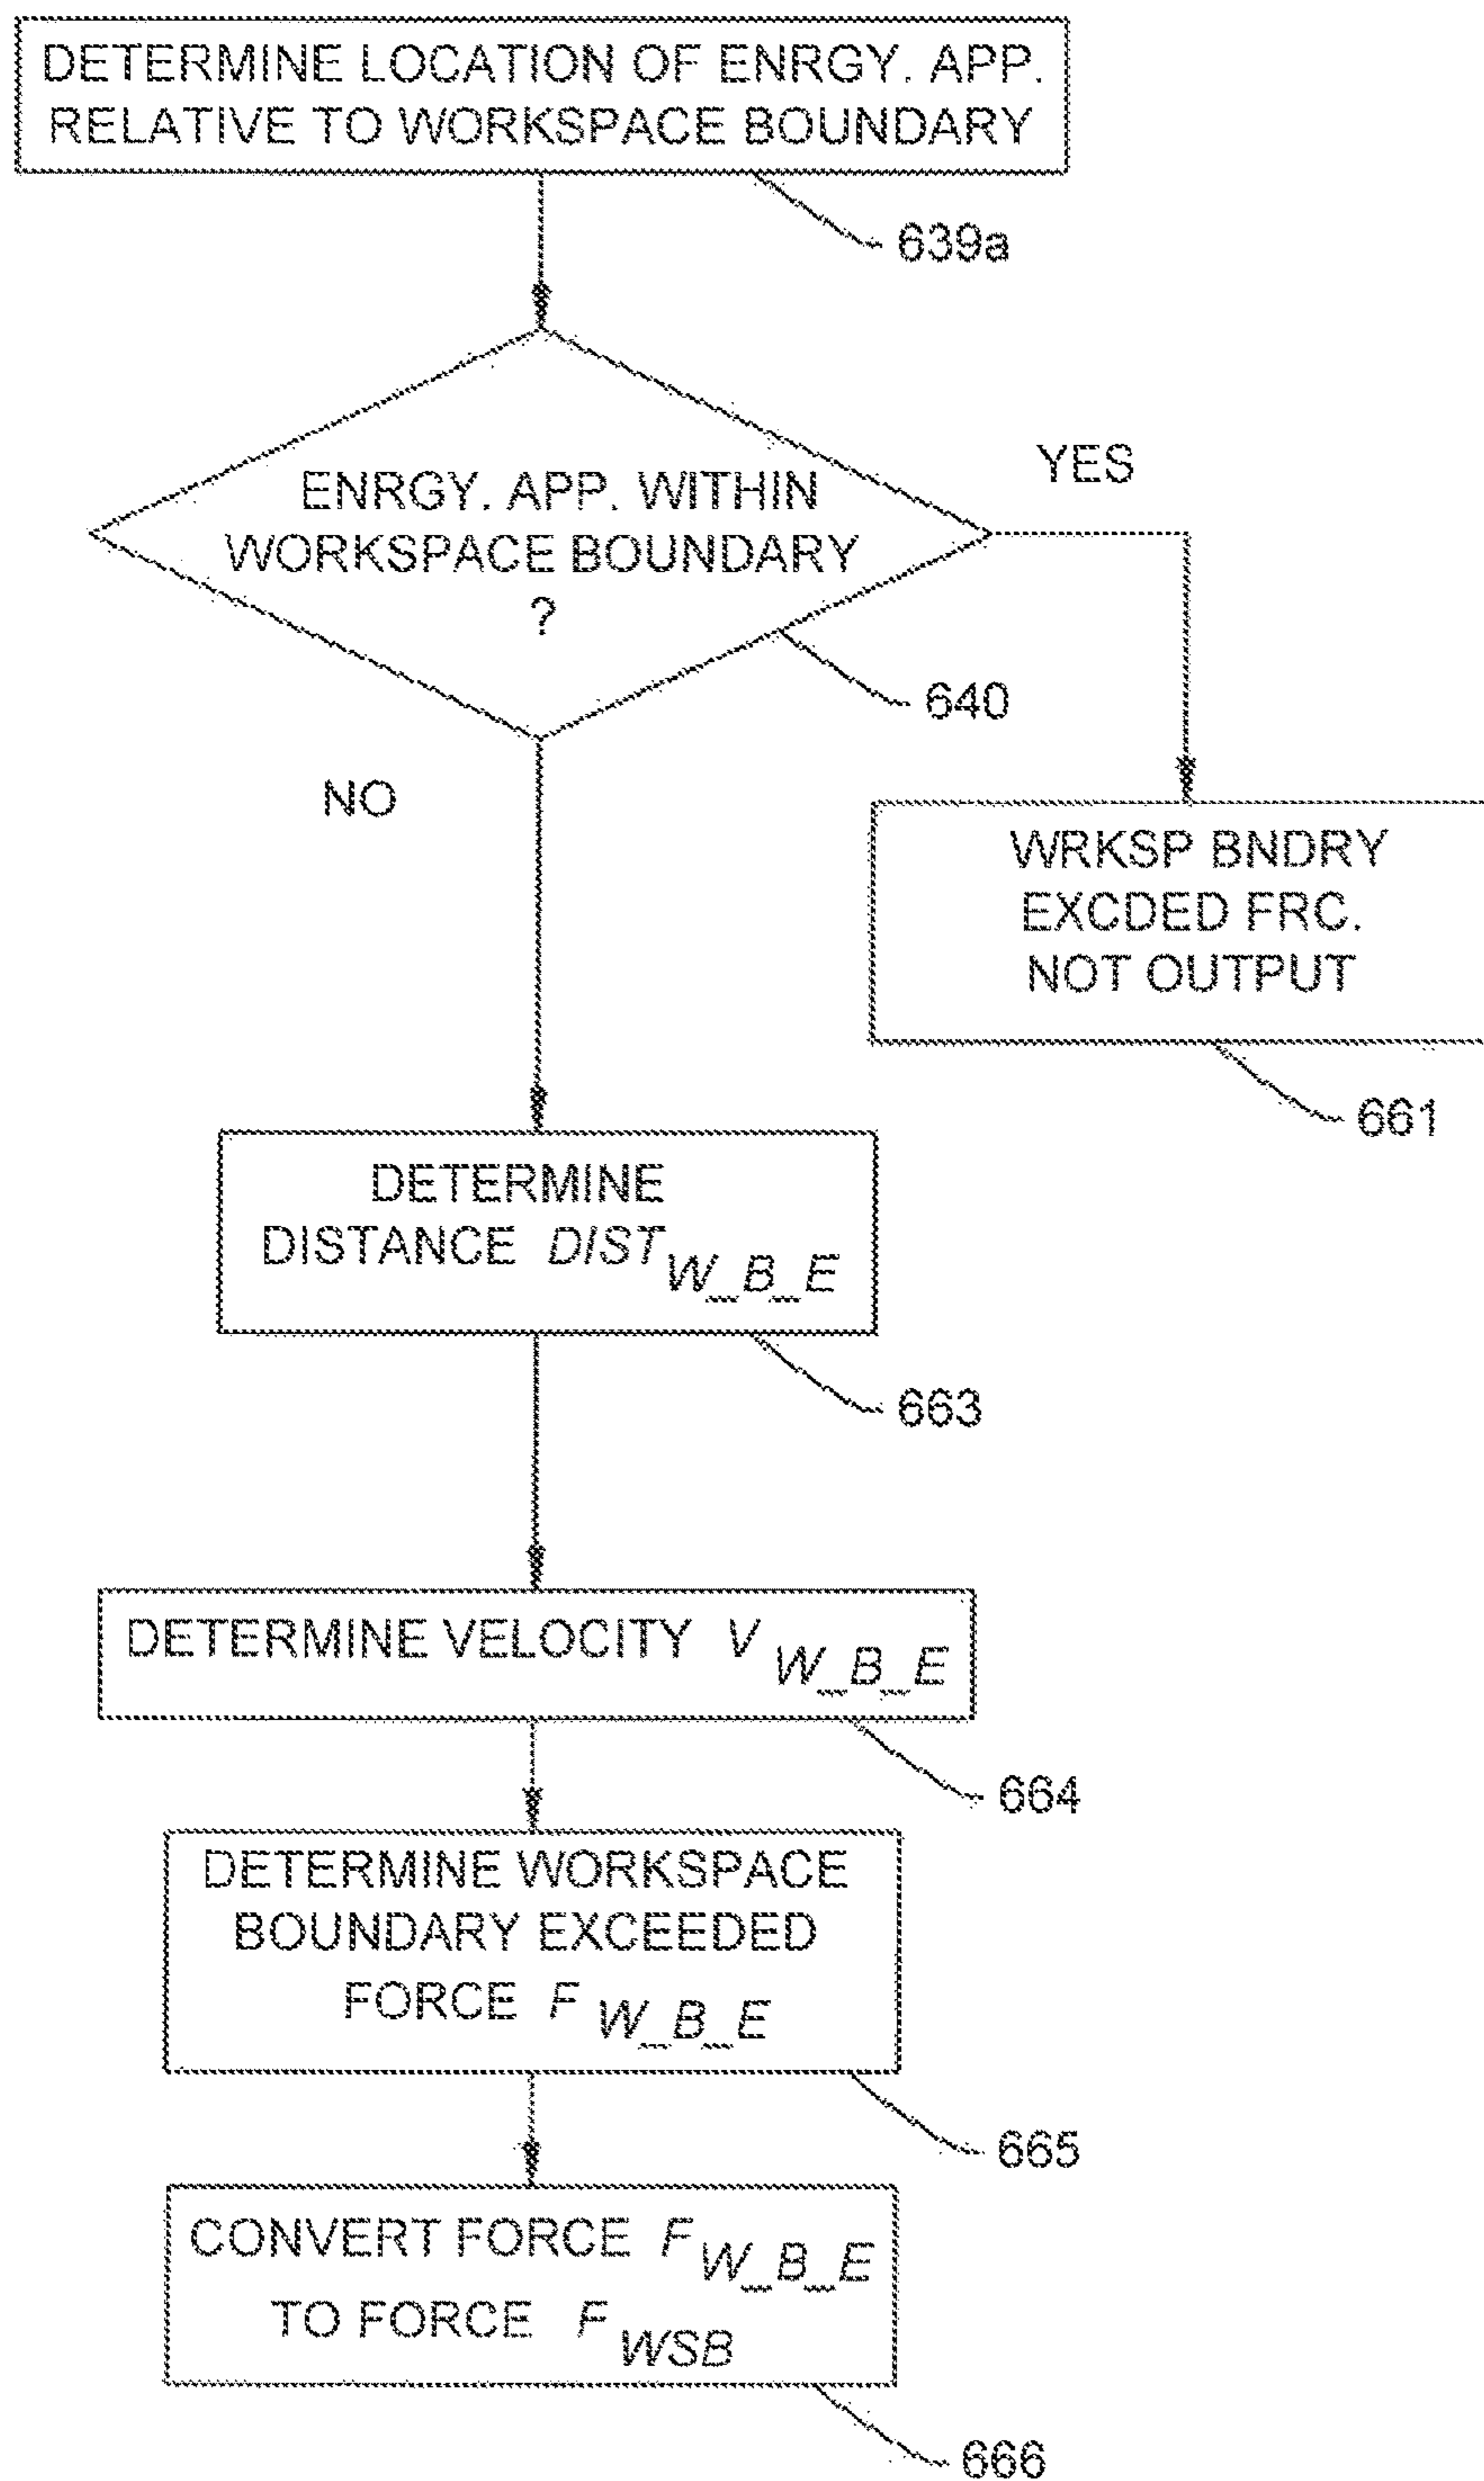 DETERMINE LOCATION OF ENRGY. APP.
RELATIVE TO WORKSPACE BOUNDARY
639a
ENRGY. APP. WITHIN
WORKSPACE BOUNDARY
?
YES
640
NO
WRKSP BNDRY
EXCDED FRC.
NOT OUTPUT
661
DETERMINE
DISTANCE DIST W_B_E
663
DETERMINE VELOCITY V W_B_E
664
DETERMINE WORKSPACE
BOUNDARY EXCEEDED
FORCE F W_B_E
665
CONVERT FORCE F W_B_E
TO FORCE F WSB
666